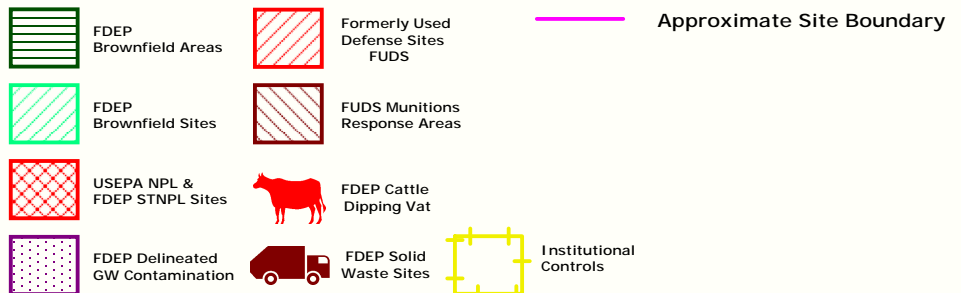 FDEP
Brownfield Areas
Formerly Used
Defense Sites
FUDS
Approximate Site Boundary
FDEP
Brownfield Sites
FUDS Munitions
Response Areas
USEPA NPL &
FDEP STNPL Sites
FDEP Cattle
Dipping Vat
FDEP Delineated
GW Contamination
FDEP Solid
Waste Sites
Institutional
Controls